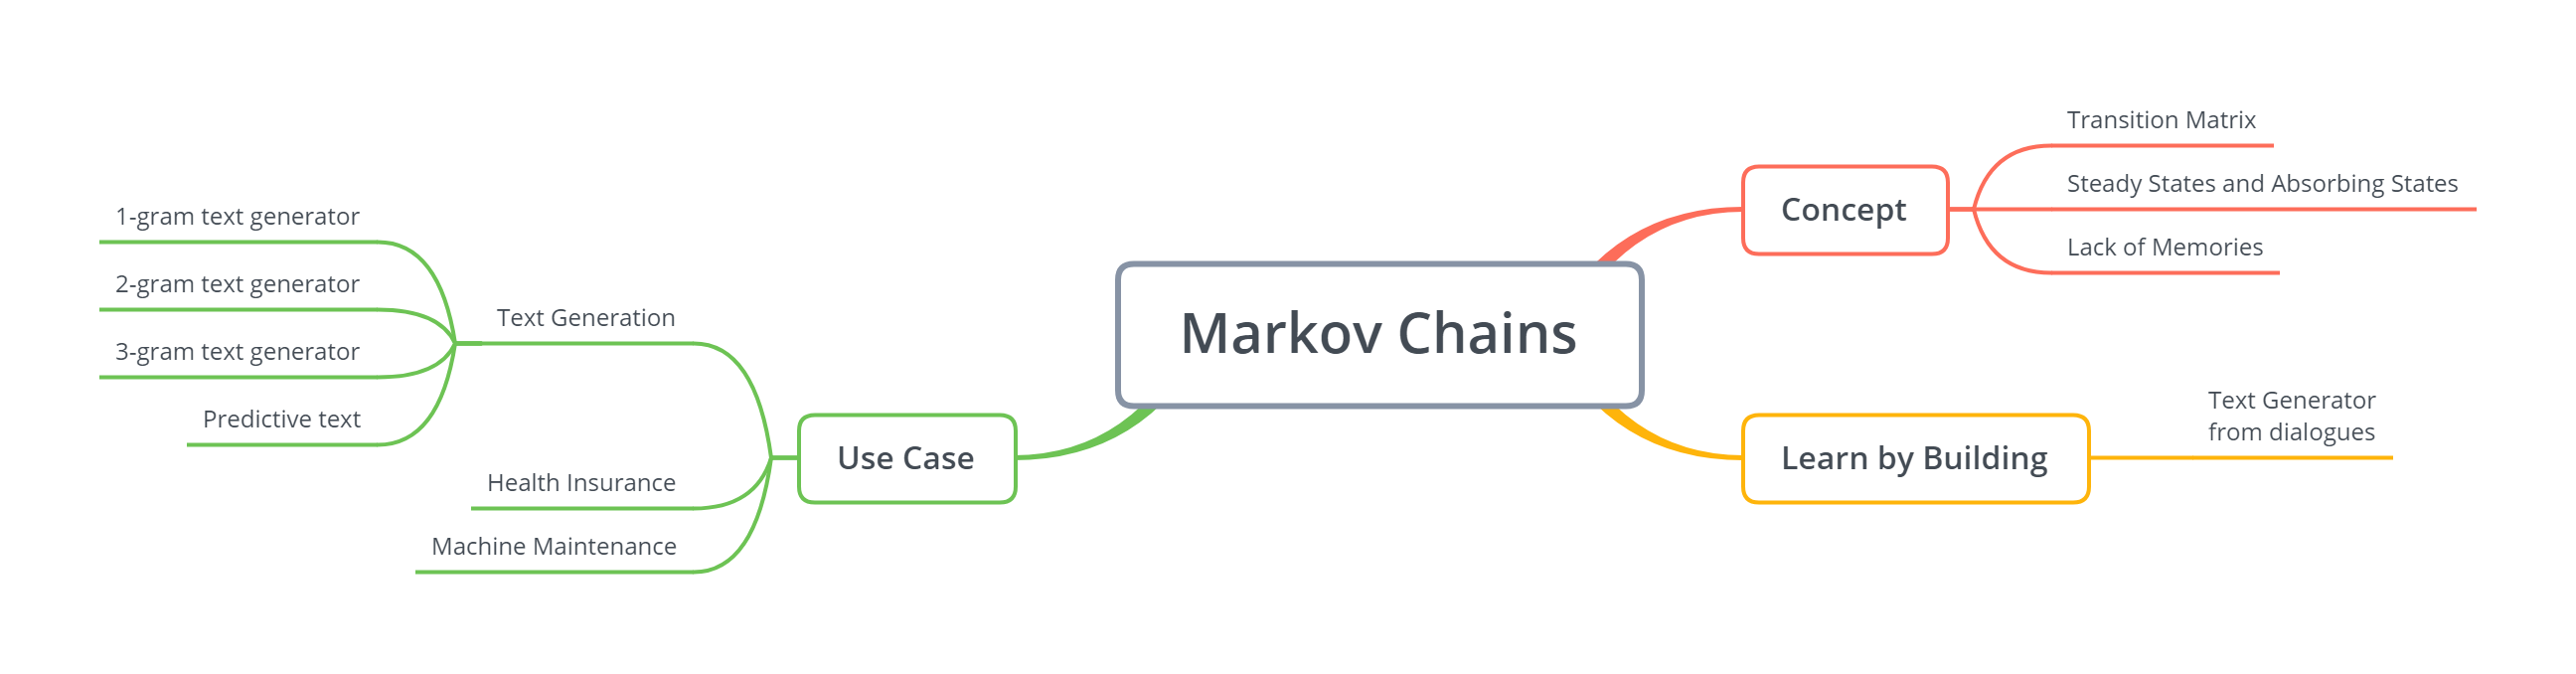 Markov Chains
Concept
Transition Matrix
Steady States and Absorbing States
Lack of Memories
Learn by Building
Text Generator
from dialogues
Use Case
Text Generation
1-gram text generator
2-gram text generator
3-gram text generator
Predictive text
Health Insurance
Machine Maintenance